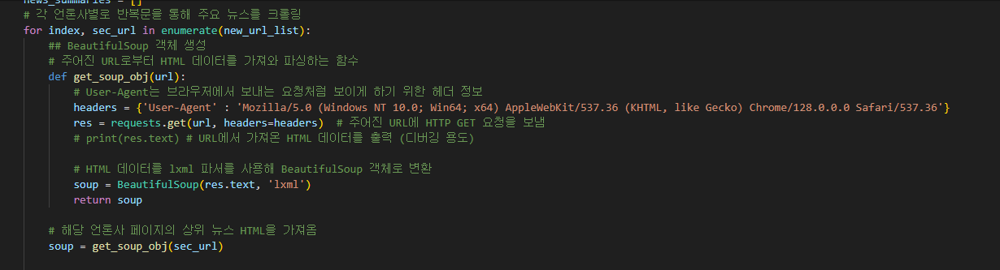 news_summaries = []
# 각 언론사별로 반복문을 통해 주요 뉴스를 크롤링
for index, sec_url in enumerate(new_url_list):
## BeautifulSoup 객체 생성
# 주어진 URL로부터 HTML 데이터를 가져와 파싱하는 함수
def get_soup_obj(url):
# User-Agent는 브라우저에서 보내는 요청처럼 보이게 하기 위한 헤더 정보
headers = {'User-Agent' : 'Mozilla/5.0 (Windows NT 10.0; Win64; x64) AppleWebKit/537.36 (KHTML, like Gecko) Chrome/128.0.0.0 Safari/537.36'}
res = requests.get(url, headers=headers)  # 주어진 URL에 HTTP GET 요청을 보냄
# print(res.text) # URL에서 가져온 HTML 데이터를 출력 (디버깅 용도)
# HTML 데이터를 lxml 파서를 사용해 BeautifulSoup 객체로 변환
soup = BeautifulSoup(res.text, 'lxml')
return soup
# 해당 언론사 페이지의 상위 뉴스 HTML을 가져옴
soup = get_soup_obj(sec_url)